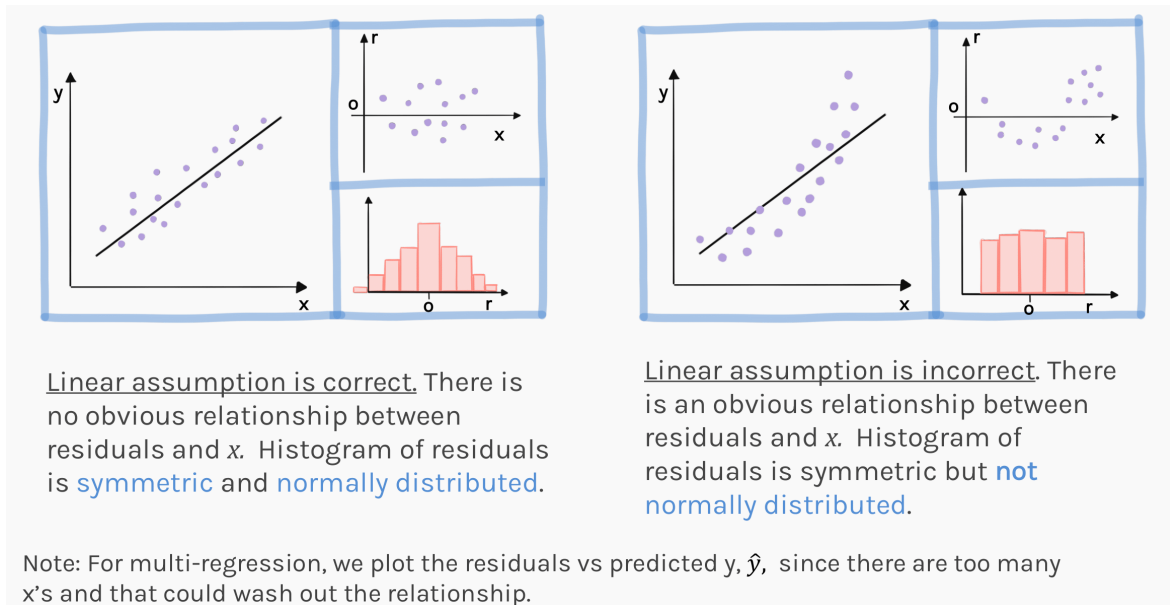 y
x
r
o
x
o
r
y
x
r
o
x
o
r
Linear assumption is correct. There is
no obvious relationship between
residuals and x. Histogram of residuals
is symmetric and normally distributed.
Linear assumption is incorrect. There
is an obvious relationship between
residuals and x. Histogram of
residuals is symmetric but not
normally distributed.
Note: For multi-regression, we plot the residuals vs predicted y, ŷ, since there are too many
x's and that could wash out the relationship.